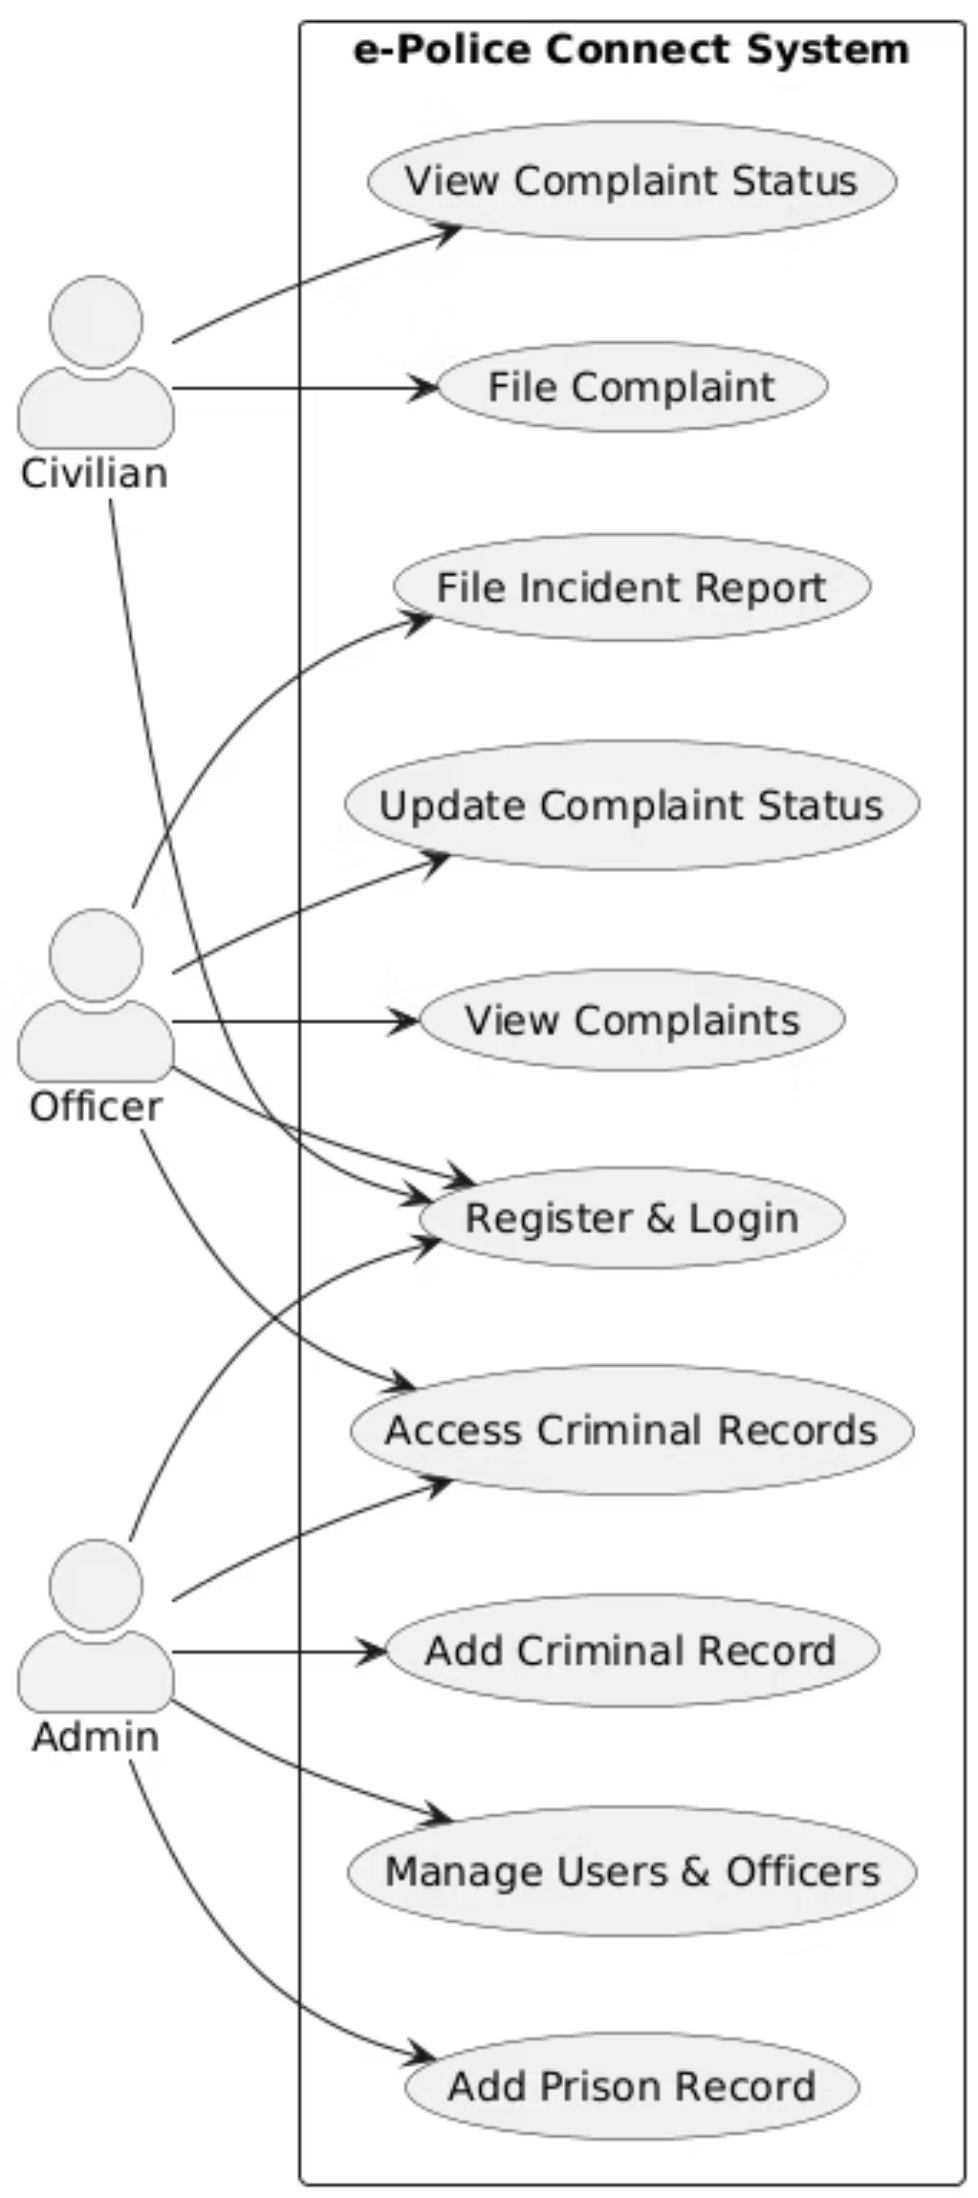 e-Police Connect System
View Complaint Status
File Complaint
Civilian
File Incident Report
Update Complaint Status
View Complaints
Officer
Register & Login
Access Criminal Records
Add Criminal Record
Admin
Manage Users & Officers
Add Prison Record